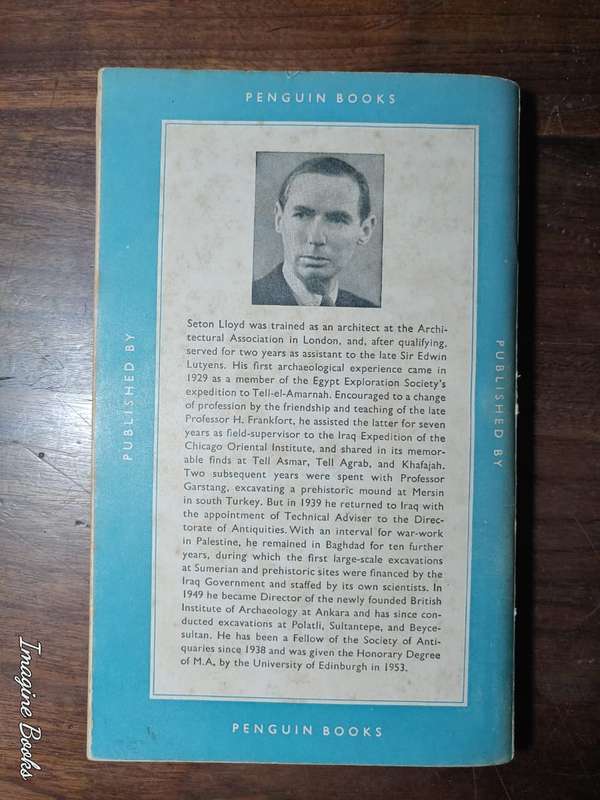 PENGUIN BOOKS
PUBLISHED BY
Seton Lloyd was trained as an architect at the Archi-
tectural Association in London, and, after qualifying,
served for two years as assistant to the late Sir Edwin
Lutyens. His first archaeological experience came in
1929 as a member of the Egypt Exploration Society's
expedition to Tell-el-Amarnah. Encouraged to a change
of profession by the friendship and teaching of the late
Professor H. Frankfort, he assisted the latter for seven
years as field-supervisor to the Iraq Expedition of the
Chicago Oriental Institute, and shared in its memor-
able finds at Tell Asmar, Tell Agrab, and Khafajah.
Two subsequent years were spent with Professor
Garstang, excavating a prehistoric mound at Mersin
in south Turkey. But in 1939 he returned to Iraq with
the appointment of Technical Adviser to the Direc-
torate of Antiquities. With an interval for war-work
in Palestine, he remained in Baghdad for ten further
years, during which the first large-scale excavations
at Sumerian and prehistoric sites were financed by the
Iraq Government and staffed by its own scientists. In
1949 he became Director of the newly founded British
Institute of Archaeology at Ankara and has since con-
ducted excavations at Polatli, Sultantepe, and Beyce-
sultan. He has been a Fellow of the Society of Anti-
quaries since 1938 and was given the Honorary Degree
of M.A. by the University of Edinburgh in 1953.
PUBLISHED BY
PENGUIN BOOKS
Imagine Books